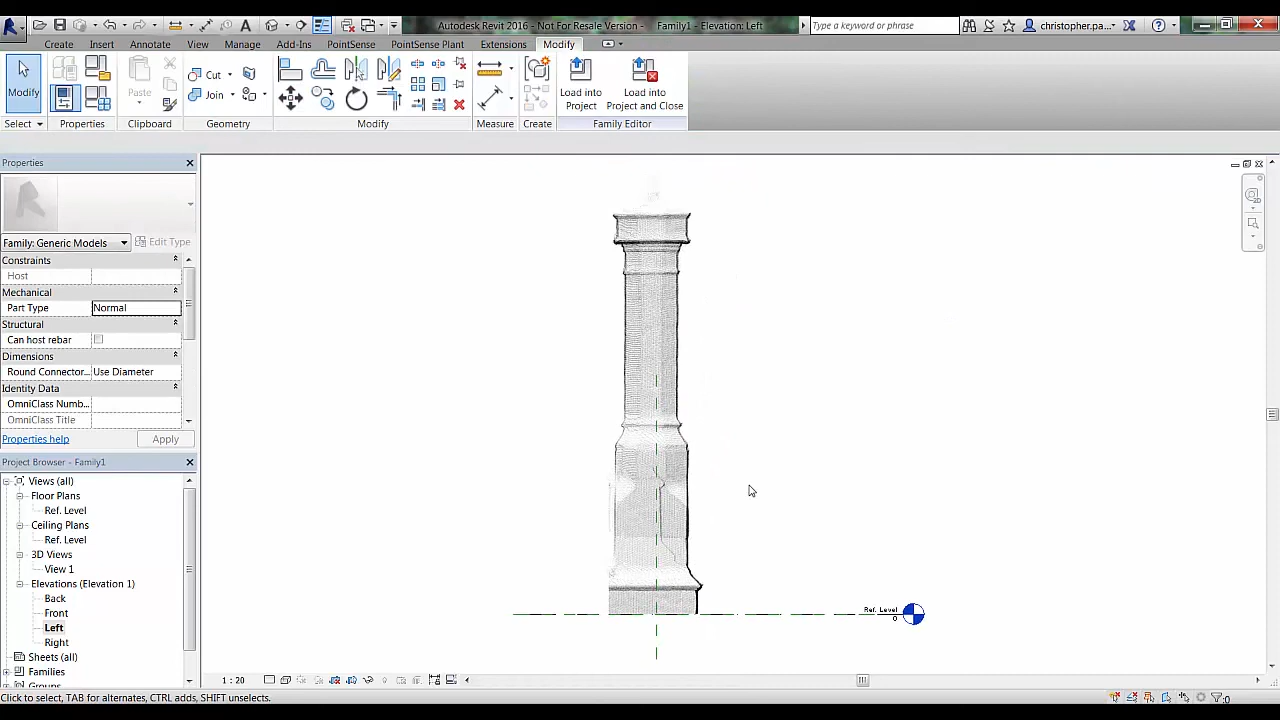 Autodesk Revit 2016 - Not For Resale Version - Family1 - Elevation: Left
Type a keyword or phrase
christopher.pa...
Create Insert Annotate View Manage Add-Ins PointSense PointSense Plant Extensions Modify
Modify
Paste
Cut
Join
Load into
Project
Load into
Project and Close
Select Properties Clipboard Geometry Modify Measure Create Family Editor
Properties
Family: Generic Models
Edit Type
Constraints
Host
Mechanical
Part Type Normal
Structural
Can host rebar
Dimensions
Round Connector... Use Diameter
Identity Data
OmniClass Numb...
OmniClass Title
Properties help
Apply
Project Browser - Family1
Views (all)
Floor Plans
Ref. Level
Ceiling Plans
Ref. Level
3D Views
View 1
Elevations (Elevation 1)
Back
Front
Left
Right
Sheets (all)
Families
Groups
Ref. Level
0
1 : 20
Click to select, TAB for alternates, CTRL adds, SHIFT unselects.
:0